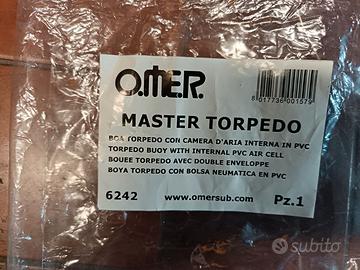 O.ME.R.
8 017736 001579
MASTER TORPEDO
BOA TORPEDO CON CAMERA D'ARIA INTERNA IN PVC
TORPEDO BUOY WITH INTERNAL PVC AIR CELL
BOUEE TORPEDO AVEC DOUBLE ENVELOPPE
BOYA TORPEDO CON BOLSA NEUMATICA EN PVC
6242 www.omersub.com Pz.1
subito